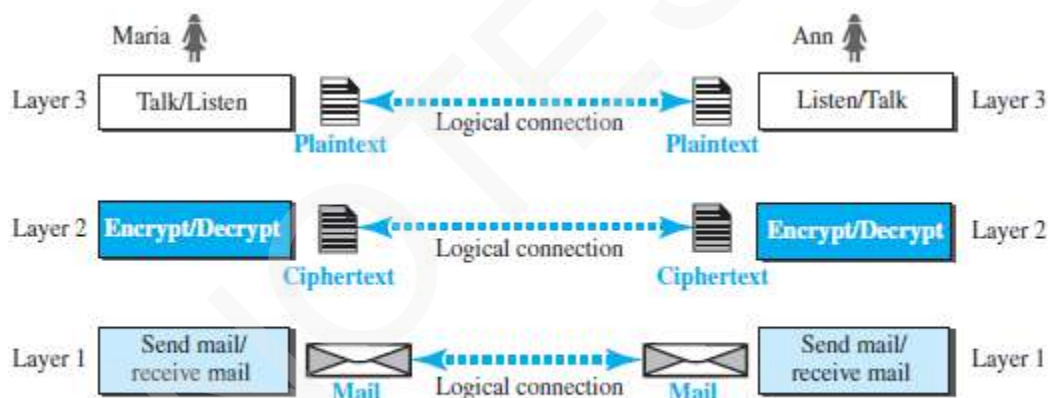 Maria
Ann
Layer 3
Talk/Listen
Logical connection
Listen/Talk
Layer 3
Plaintext
Plaintext
Layer 2
Encrypt/Decrypt
Logical connection
Encrypt/Decrypt
Layer 2
Ciphertext
Ciphertext
Layer 1
Send mail/
receive mail
Mail
Logical connection
Mail
Send mail/
receive mail
Layer 1